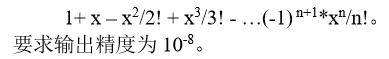 1+ x – x²/2! + x³/3! - …(-1) ⁿ⁺¹*xⁿ/n!。
要求输出精度为 10⁻⁸。